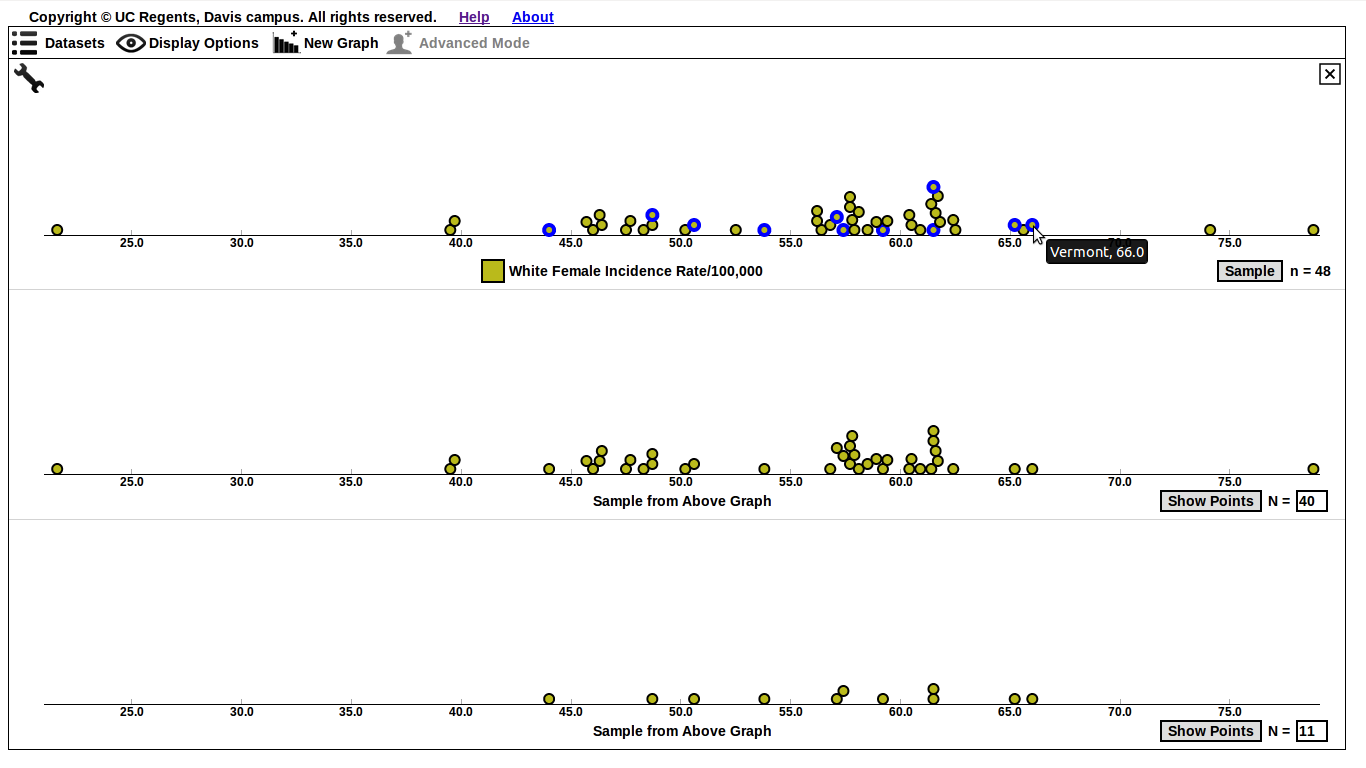 Copyright © UC Regents, Davis campus. All rights reserved. Help About
Datasets Display Options New Graph Advanced Mode
25.0 30.0 35.0 40.0 45.0 50.0 55.0 60.0 65.0 70.0 75.0
Vermont, 66.0
White Female Incidence Rate/100,000 Sample n = 48
25.0 30.0 35.0 40.0 45.0 50.0 55.0 60.0 65.0 70.0 75.0
Sample from Above Graph Show Points N = 40
25.0 30.0 35.0 40.0 45.0 50.0 55.0 60.0 65.0 70.0 75.0
Sample from Above Graph Show Points N = 11